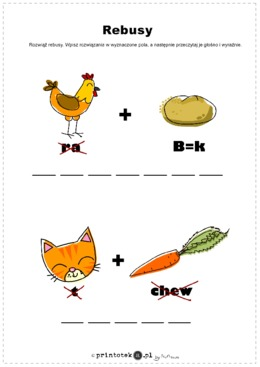 Rebusy
Rozwiąż rebusy. Wpisz rozwiązania w wyznaczone pola, a następnie przeczytaj je głośno i wyraźnie.
+
ra B=k
+
t chew
© printoteka.pl